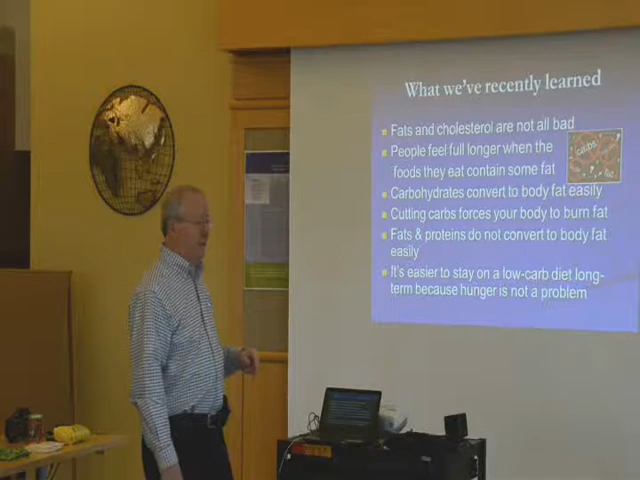 What we've recently learned
Fats and cholesterol are not all bad
People feel full longer when the
foods they eat contain some fat
carbs
fat
Carbohydrates convert to body fat easily
Cutting carbs forces your body to burn fat
Fats & proteins do not convert to body fat
easily
It's easier to stay on a low-carb diet long-
term because hunger is not a problem